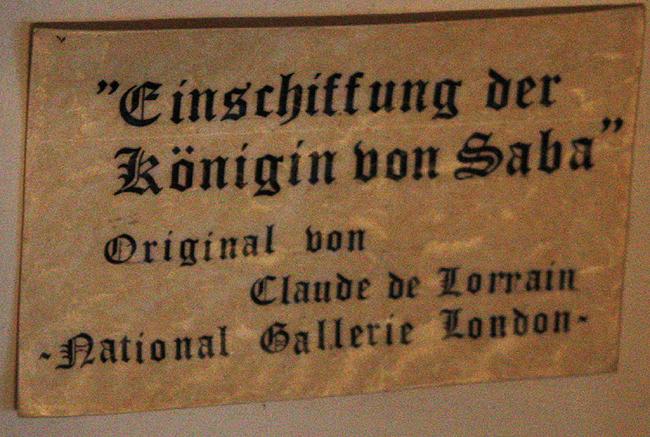 "Einschiffung der
Königin von Saba"
Original von
Claude de Lorrain
-National Gallerie London-